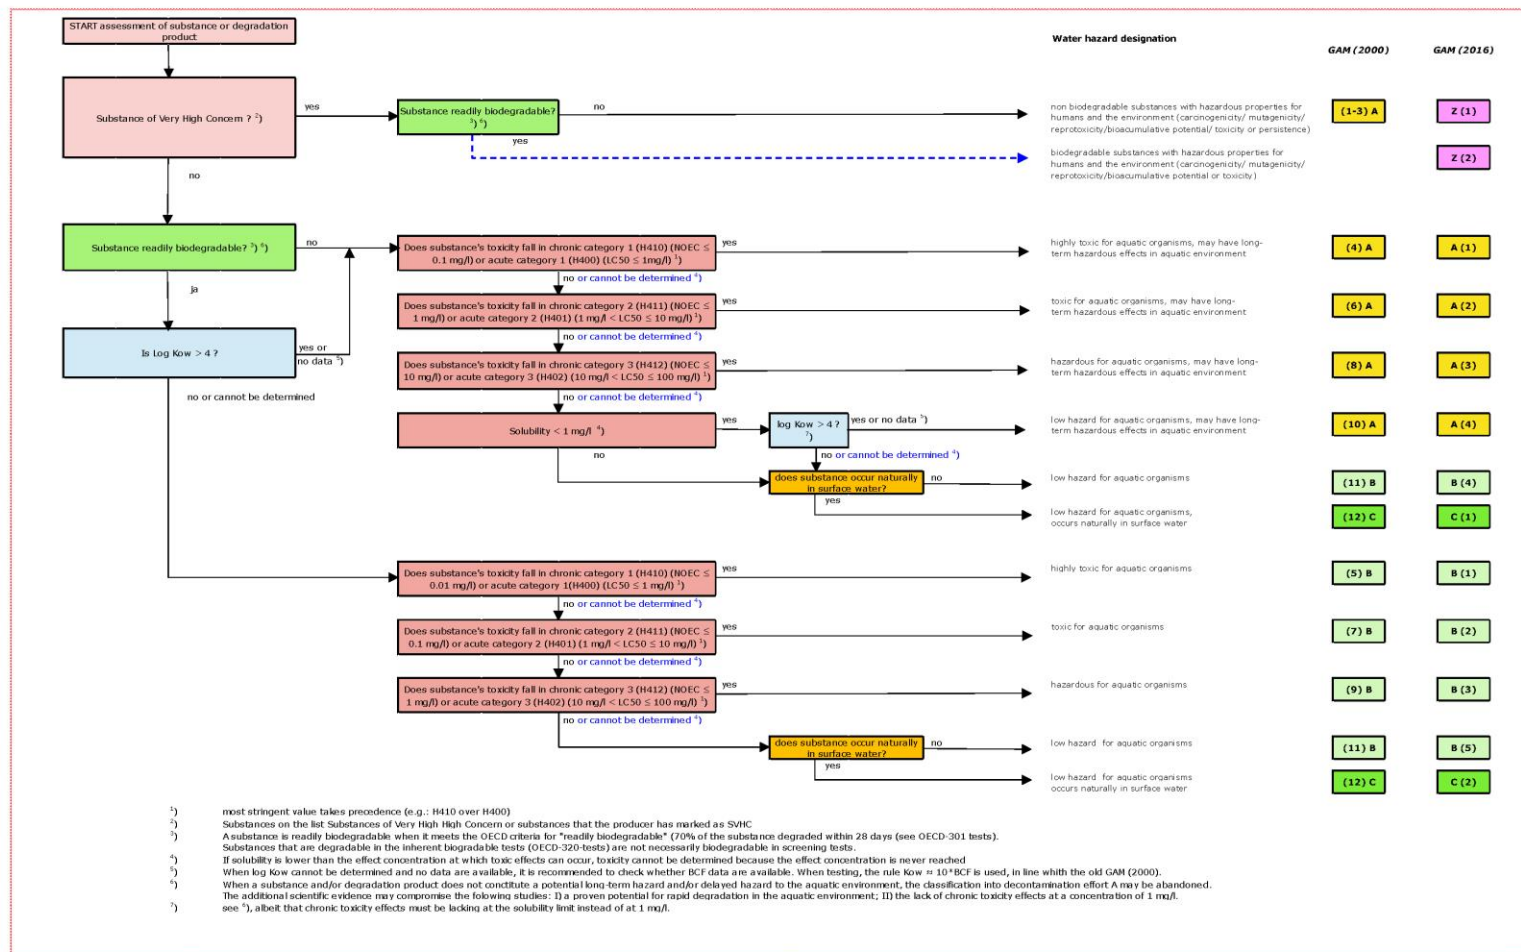 START assessment of substance or degradation
product
Water hazard designation
GAM (2000)
GAM (2016)
Substance of Very High Concern ? ²)
yes
Substance readily biodegradable?
³) ⁶)
no
yes
non biodegradable substances with hazardous properties for
humans and the environment (carcinogenicity/ mutagenicity/
reprotoxicity/bioacumulative potential/ toxicity or persistence)
(1-3) A
Z (1)
biodegradable substances with hazardous properties for
humans and the environment (carcinogenicity/ mutagenicity/
reprotoxicity/bioacumulative potential or toxicity)
Z (2)
no
Substance readily biodegradable? ³) ⁶)
no
ja
Does substance's toxicity fall in chronic category 1 (H410) (NOEC ≤
0.1 mg/l) or acute category 1 (H400) (LC50 ≤ 1mg/l) ¹)
yes
highly toxic for aquatic organisms, may have long-
term hazardous effects in aquatic environment
(4) A
A (1)
no or cannot be determined ⁴)
Does substance's toxicity fall in chronic category 2 (H411) (NOEC ≤
1 mg/l) or acute category 2 (H401) (1 mg/l < LC50 ≤ 10 mg/l) ¹)
yes
toxic for aquatic organisms, may have long-
term hazardous effects in aquatic environment
(6) A
A (2)
no or cannot be determined ⁴)
Is Log Kow > 4 ?
yes or
no data ⁵)
no or cannot be determined
Does substance's toxicity fall in chronic category 3 (H412) (NOEC ≤
10 mg/l) or acute category 3 (H402) (10 mg/l < LC50 ≤ 100 mg/l) ¹)
yes
hazardous for aquatic organisms, may have long-
term hazardous effects in aquatic environment
(8) A
A (3)
no or cannot be determined ⁴)
Solubility < 1 mg/l ⁴)
yes
no
log Kow > 4 ?
⁷)
yes or no data ⁵)
low hazard for aquatic organisms, may have long-
term hazardous effects in aquatic environment
(10) A
A (4)
no or cannot be determined ⁴)
does substance occur naturally
in surface water?
no
yes
low hazard for aquatic organisms
(11) B
B (4)
low hazard for aquatic organisms,
occurs naturally in surface water
(12) C
C (1)
Does substance's toxicity fall in chronic category 1 (H410) (NOEC ≤
0.01 mg/l) or acute category 1(H400) (LC50 ≤ 1 mg/l) ¹)
yes
highly toxic for aquatic organisms
(5) B
B (1)
no or cannot be determined ⁴)
Does substance's toxicity fall in chronic category 2 (H411) (NOEC ≤
0.1 mg/l) or acute category 2 (H401) (1 mg/l < LC50 ≤ 10 mg/l) ¹)
yes
toxic for aquatic organisms
(7) B
B (2)
no or cannot be determined ⁴)
Does substance's toxicity fall in chronic category 3 (H412) (NOEC ≤
1 mg/l) or acute category 3 (H402) (10 mg/l < LC50 ≤ 100 mg/l)
yes
hazardous for aquatic organisms
(9) B
B (3)
no or cannot be determined ⁴)
does substance occur naturally
in surface water?
no
yes
low hazard for aquatic organisms
(11) B
B (5)
low hazard for aquatic organisms
occurs naturally in surface water
(12) C
C (2)
¹) most stringent value takes precedence (e.g.: H410 over H400)
²) Substances on the list Substances of Very High High Concern or substances that the producer has marked as SVHC
³) A substance is readily biodegradable when it meets the OECD criteria for "readily biodegradable" (70% of the substance degraded within 28 days (see OECD-301 tests).
Substances that are degradable in the inherent biogradable tests (OECD-320-tests) are not necessarily biodegradable in screening tests.
⁴) If solubility is lower than the effect concentration at which toxic effects can occur, toxicity cannot be determined because the effect concentration is never reached
⁵) When log Kow cannot be determined and no data are available, it is recommended to check whether BCF data are available. When testing, the rule Kow ≈ 10*BCF is used, in line whith the old GAM (2000).
⁶) When a substance and/or degradation product does not conctitute a potential long-term hazard and/or delayed hazard to the aquatic environment, the classification into decontamination effort A may be abandoned.
The additional scientific evidence may compromise the folowing studies: I) a proven potential for rapid degradation in the aquatic environment; II) the lack of chronic toxicity effects at a concentration of 1 mg/l.
⁷) see ⁶), albeit that chronic toxicity effects must be lacking at the solubility limit instead of at 1 mg/l.